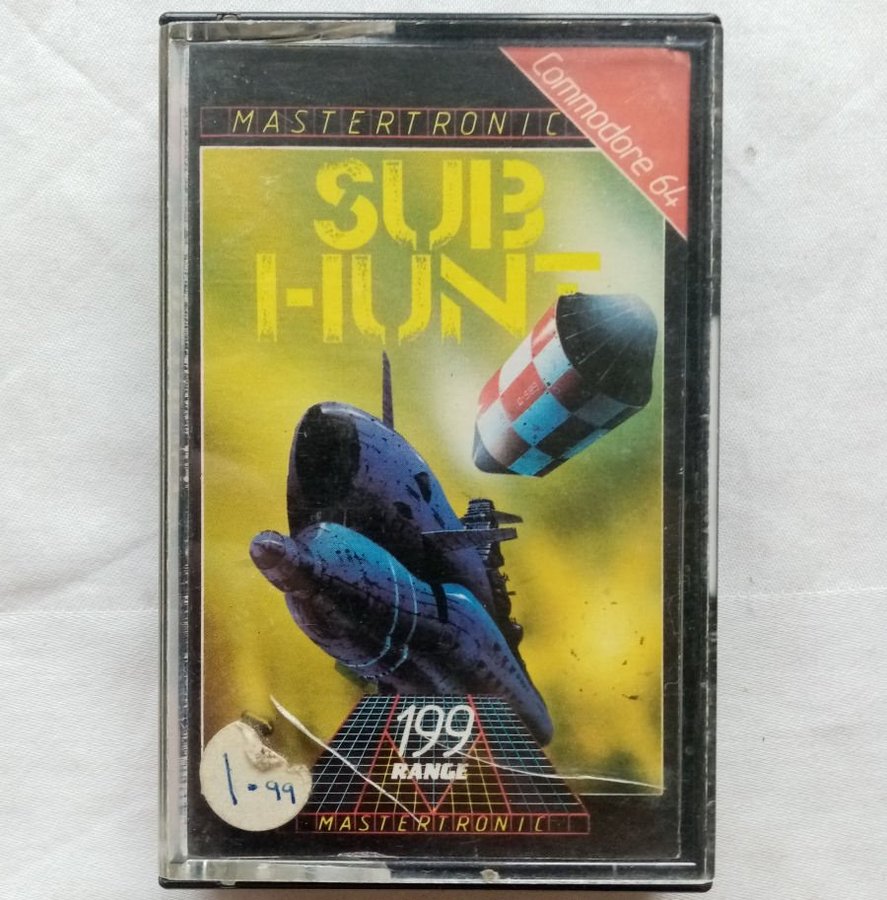 Commodore 64
MASTERTRONIC
SUB
HUNT
199
RANGE
1.99
MASTERTRONIC